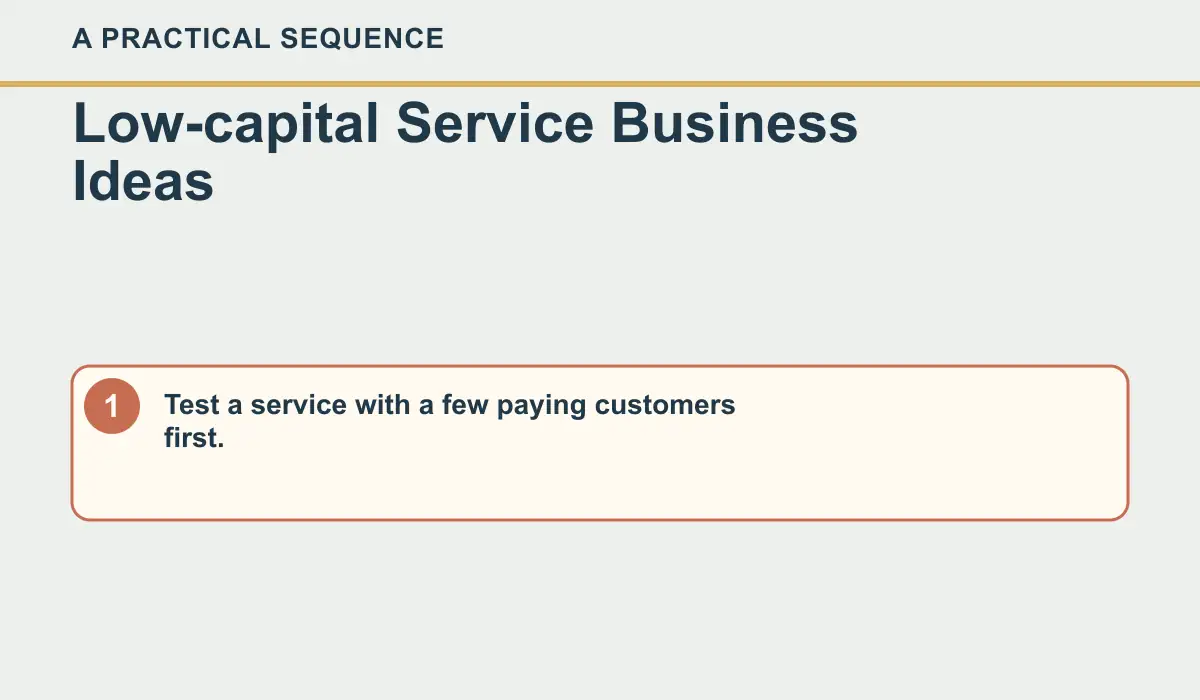 A PRACTICAL SEQUENCE
Low-capital Service Business
Ideas
1
Test a service with a few paying customers
first.